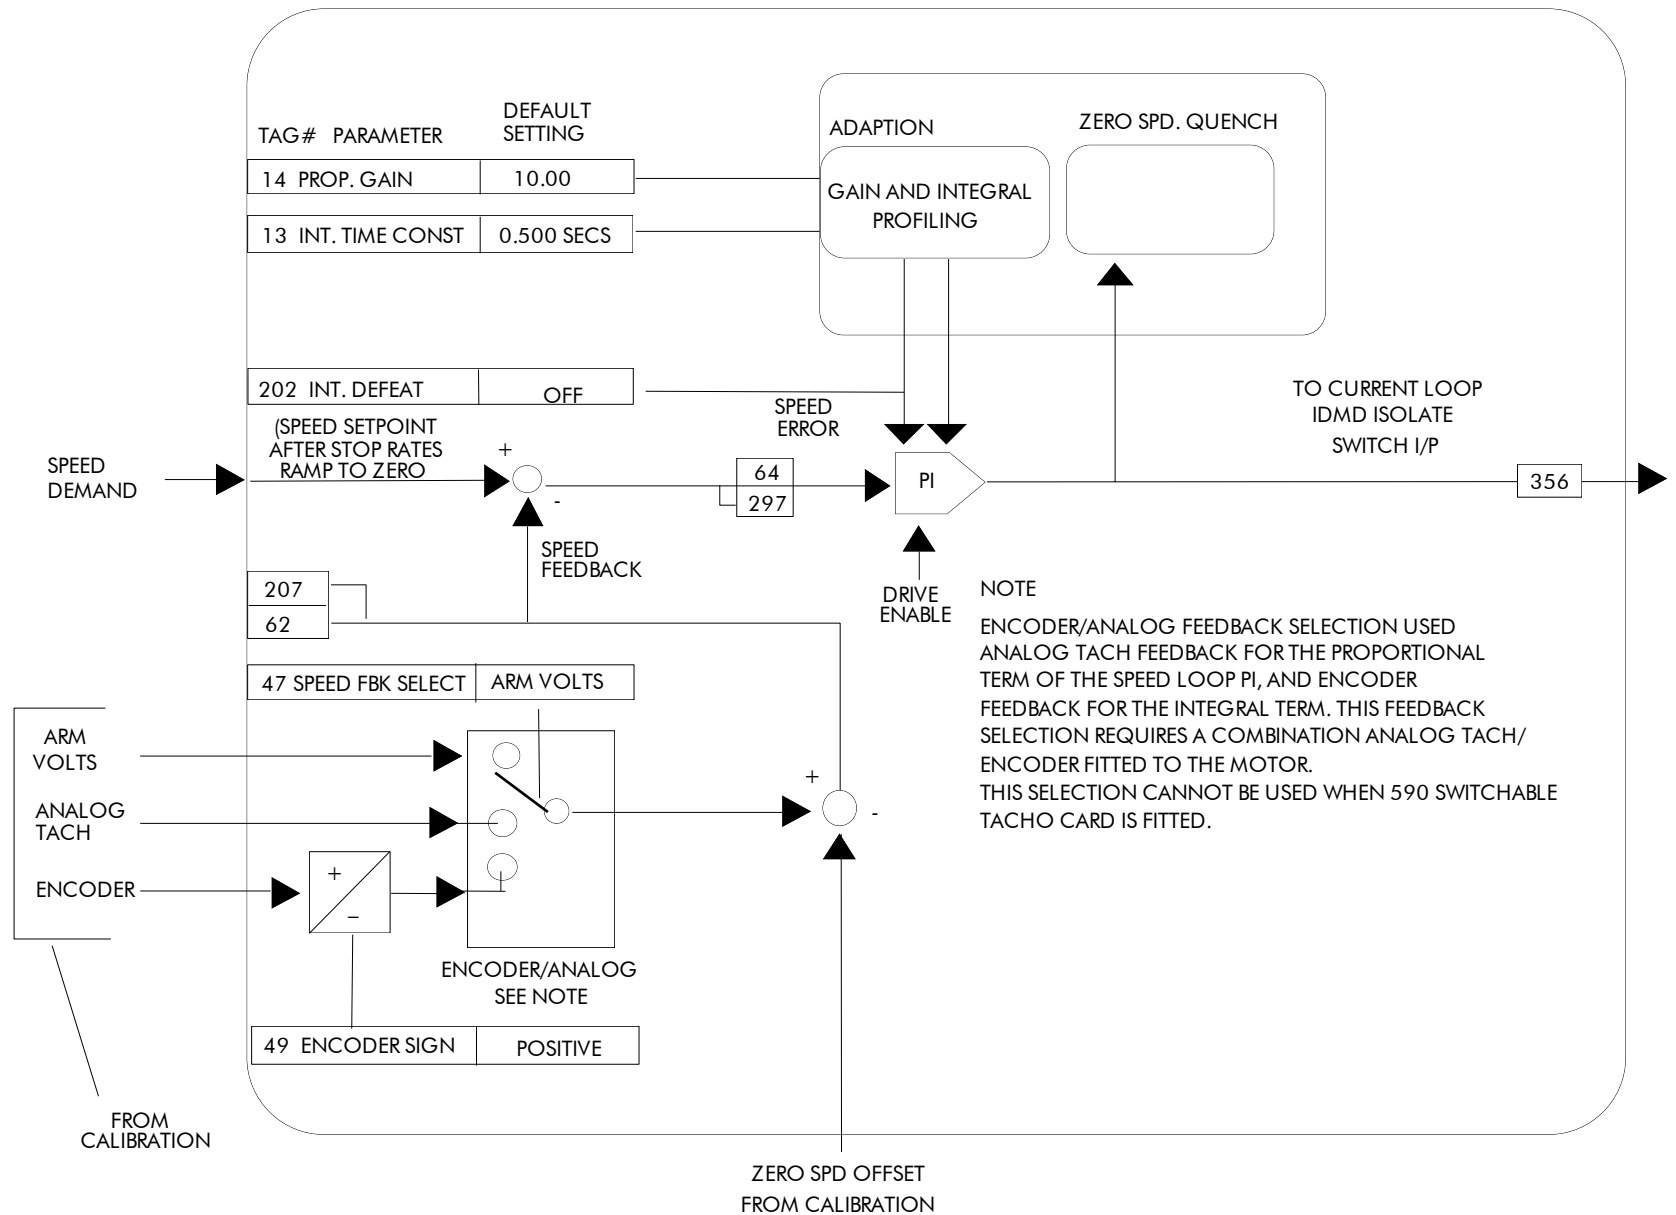 DEFAULT
SETTING
TAG# PARAMETER
14 PROP. GAIN 10.00
13 INT. TIME CONST 0.500 SECS
ADAPTION
ZERO SPD. QUENCH
GAIN AND INTEGRAL
PROFILING
202 INT. DEFEAT OFF
(SPEED SETPOINT
AFTER STOP RATES
RAMP TO ZERO
SPEED
ERROR
TO CURRENT LOOP
IDMD ISOLATE
SWITCH I/P
SPEED
DEMAND
+
-
64
297
PI
356
SPEED
FEEDBACK
DRIVE
ENABLE
207
62
47 SPEED FBK SELECT ARM VOLTS
NOTE
ENCODER/ANALOG FEEDBACK SELECTION USED
ANALOG TACH FEEDBACK FOR THE PROPORTIONAL
TERM OF THE SPEED LOOP PI, AND ENCODER
FEEDBACK FOR THE INTEGRAL TERM. THIS FEEDBACK
SELECTION REQUIRES A COMBINATION ANALOG TACH/
ENCODER FITTED TO THE MOTOR.
THIS SELECTION CANNOT BE USED WHEN 590 SWITCHABLE
TACHO CARD IS FITTED.
ARM
VOLTS
ANALOG
TACH
ENCODER
+
-
+
–
ENCODER/ANALOG
SEE NOTE
49 ENCODER SIGN POSITIVE
FROM
CALIBRATION
ZERO SPD OFFSET
FROM CALIBRATION